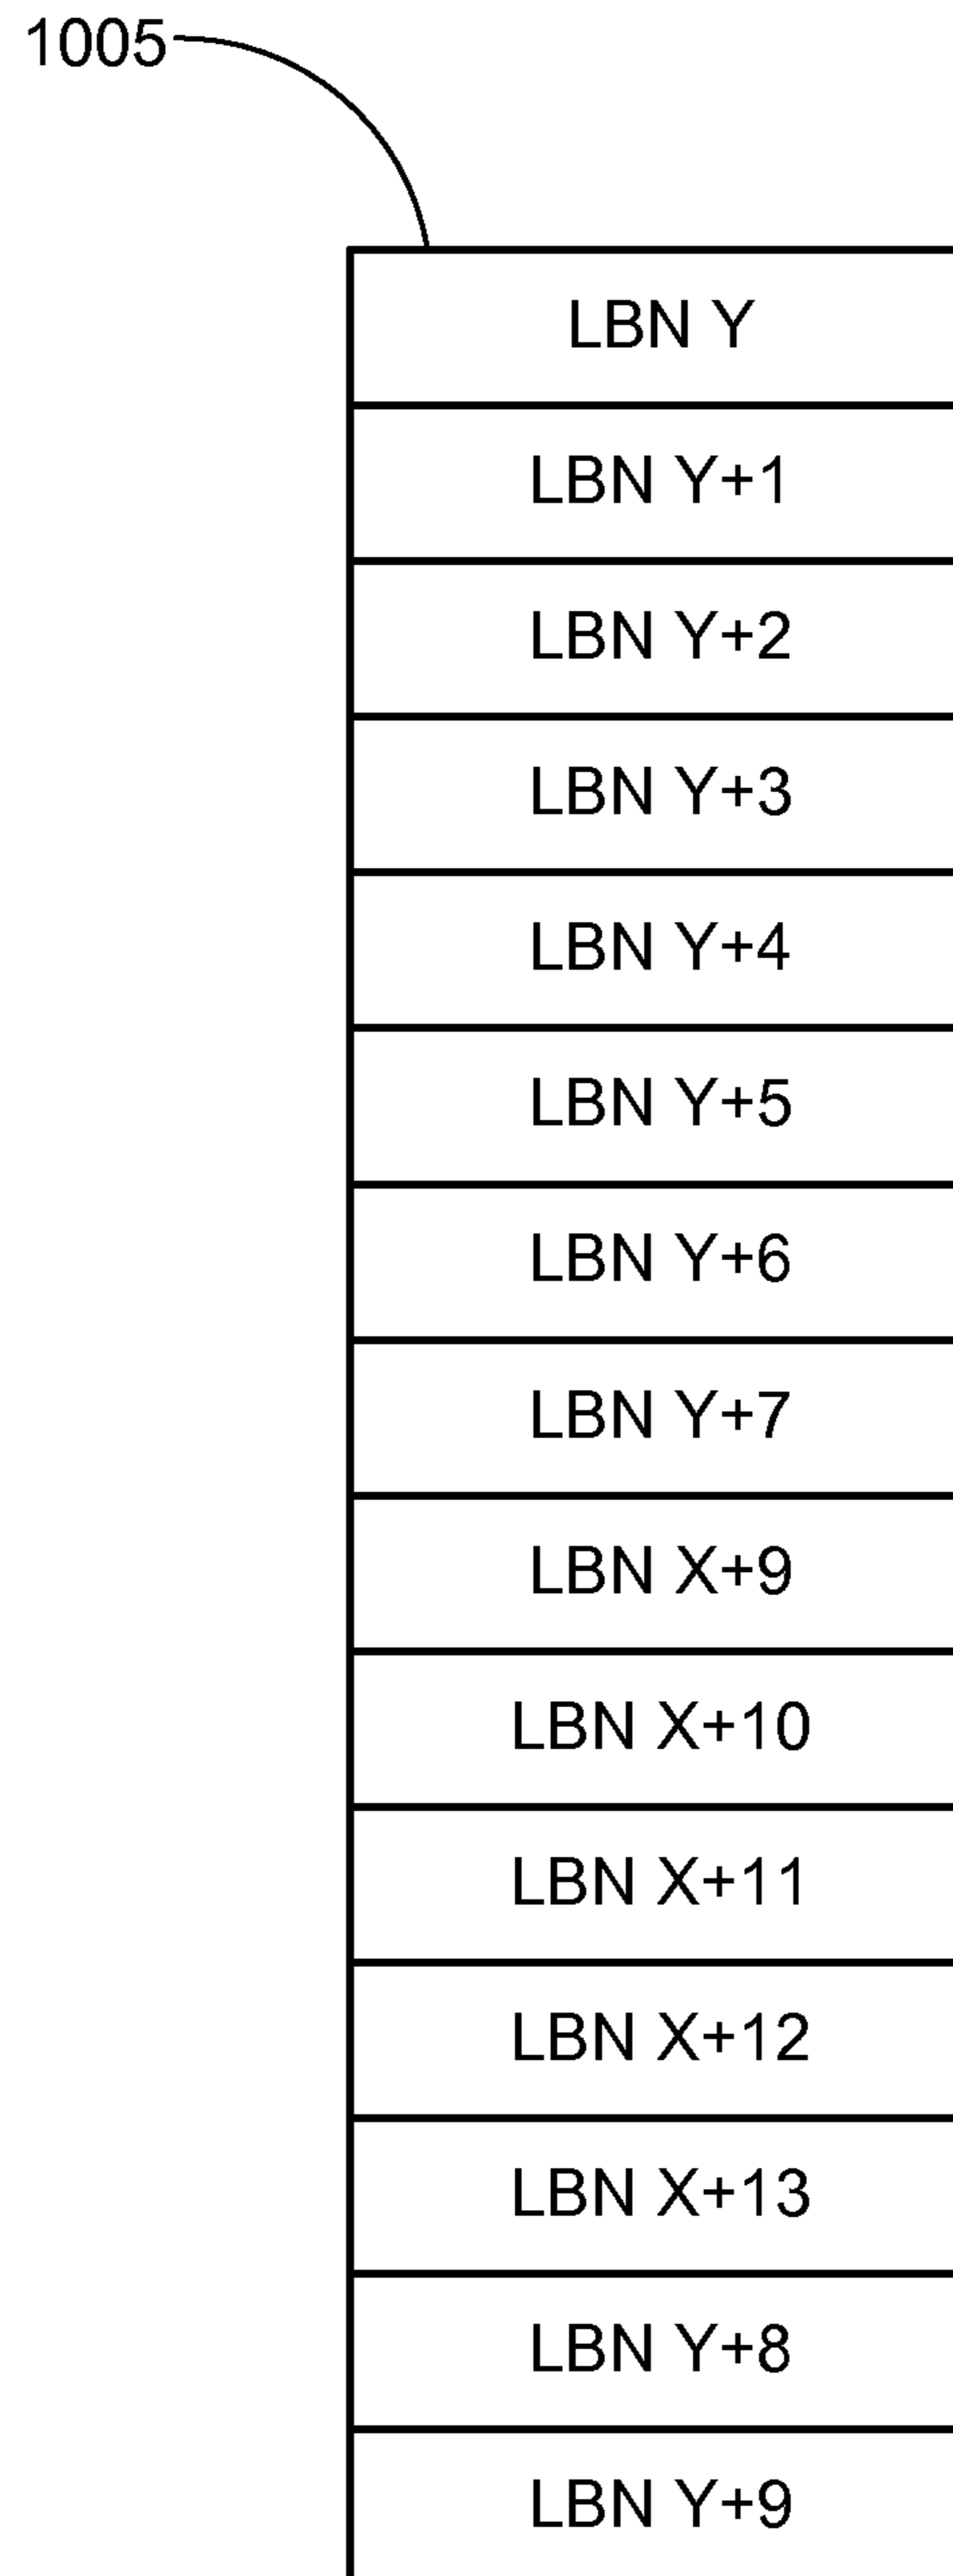 1005
LBN Y
LBN Y+1
LBN Y+2
LBN Y+3
LBN Y+4
LBN Y+5
LBN Y+6
LBN Y+7
LBN X+9
LBN X+10
LBN X+11
LBN X+12
LBN X+13
LBN Y+8
LBN Y+9